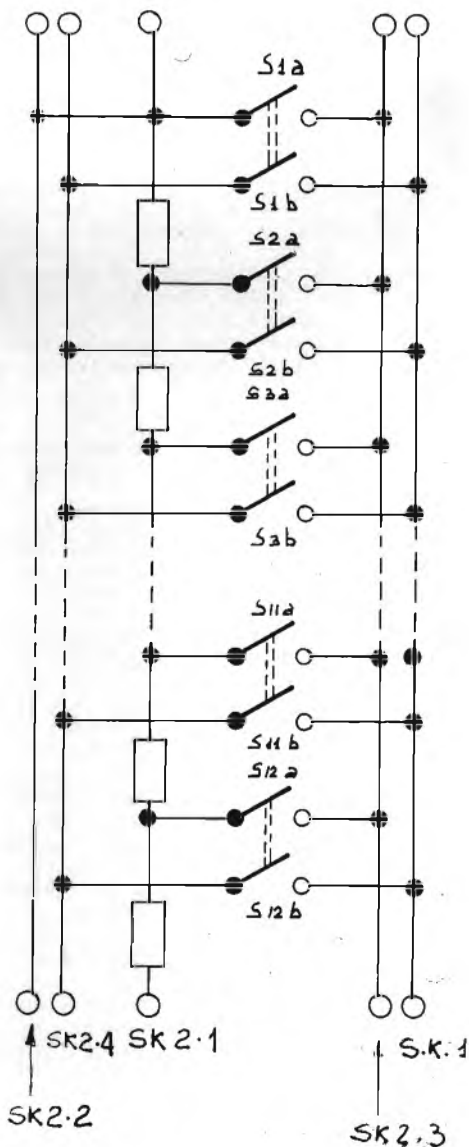 S1a
S1b
S2a
S2b
S3a
S3b
S11a
S11b
S12a
S12b
SK2.4 SK2.1 S.K.1
SK2.2
SK2.3